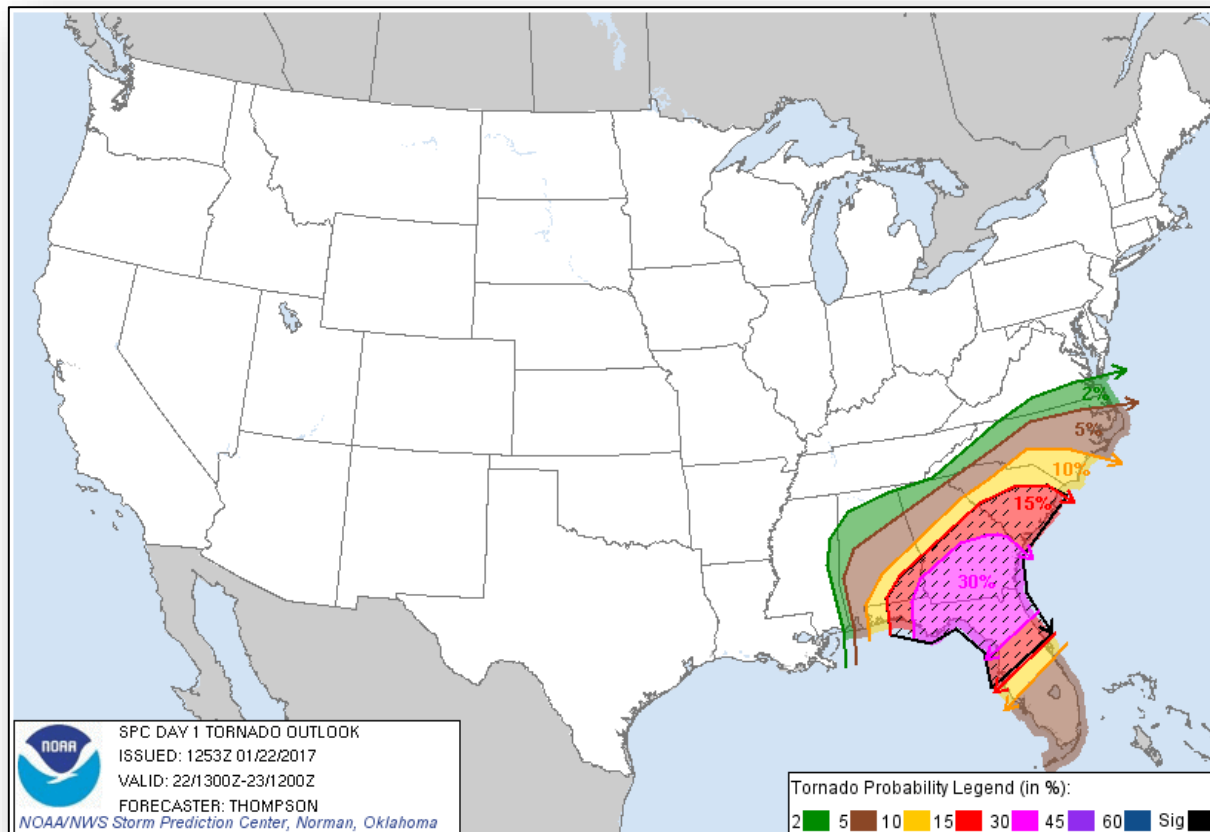 2%
5%
10%
15%
30%
NOAA
SPC DAY 1 TORNADO OUTLOOK
ISSUED: 1253Z 01/22/2017
VALID: 22/1300Z-23/1200Z
FORECASTER: THOMPSON
NOAA/NWS Storm Prediction Center, Norman, Oklahoma
Tornado Probability Legend (in %):
2 5 10 15 30 45 60 Sig